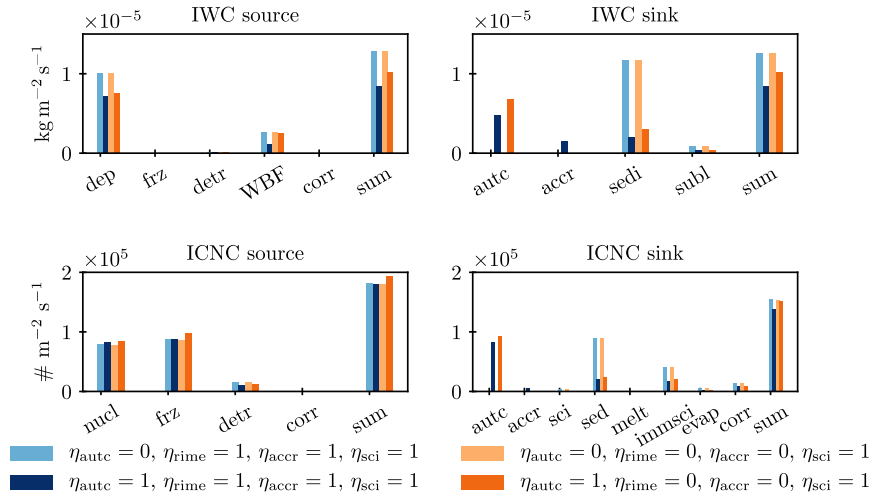 IWC source
×10⁻⁵
kg m⁻² s⁻¹
1
0
dep frz detr WBF corr sum
IWC sink
×10⁻⁵
1
0
autc accr sedi subl sum
ICNC source
×10⁵
# m⁻² s⁻¹
2
1
0
nucl frz detr corr sum
ICNC sink
×10⁵
2
1
0
autc accr sci sed melt immsci evap corr sum
η_autc = 0, η_rime = 1, η_accr = 1, η_sci = 1
η_autc = 1, η_rime = 1, η_accr = 1, η_sci = 1
η_autc = 0, η_rime = 0, η_accr = 0, η_sci = 1
η_autc = 1, η_rime = 0, η_accr = 0, η_sci = 1